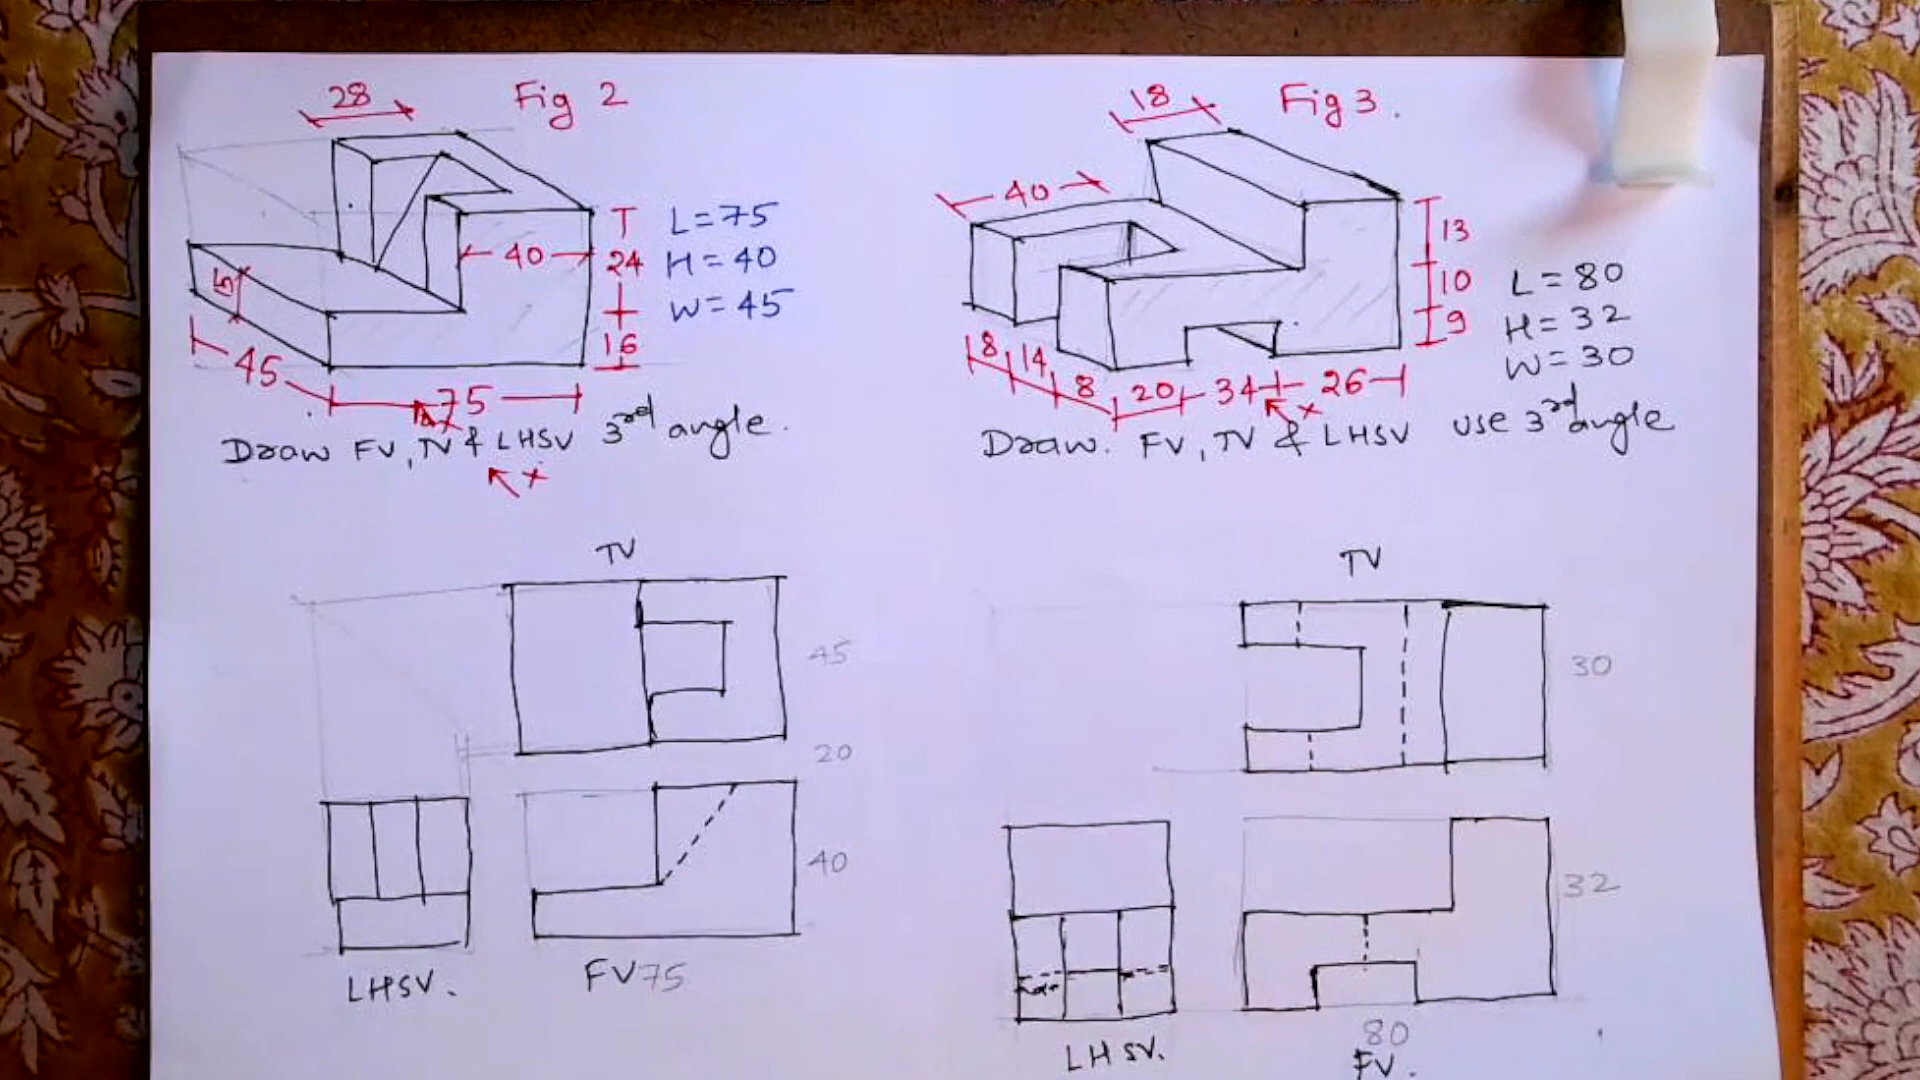 28
Fig 2
40
24
16
15
45
75
L=75
H=40
W=45
Draw FV, TV & LHSV 3rd angle.
x
18
Fig 3.
40
13
10
9
8
14
8
20
34
26
x
L=80
H=32
W=30
Draw. FV, TV & LHSV use 3rd angle
TV
45
20
40
LHSV.
FV75
TV
30
32
80
LHSV.
FV.